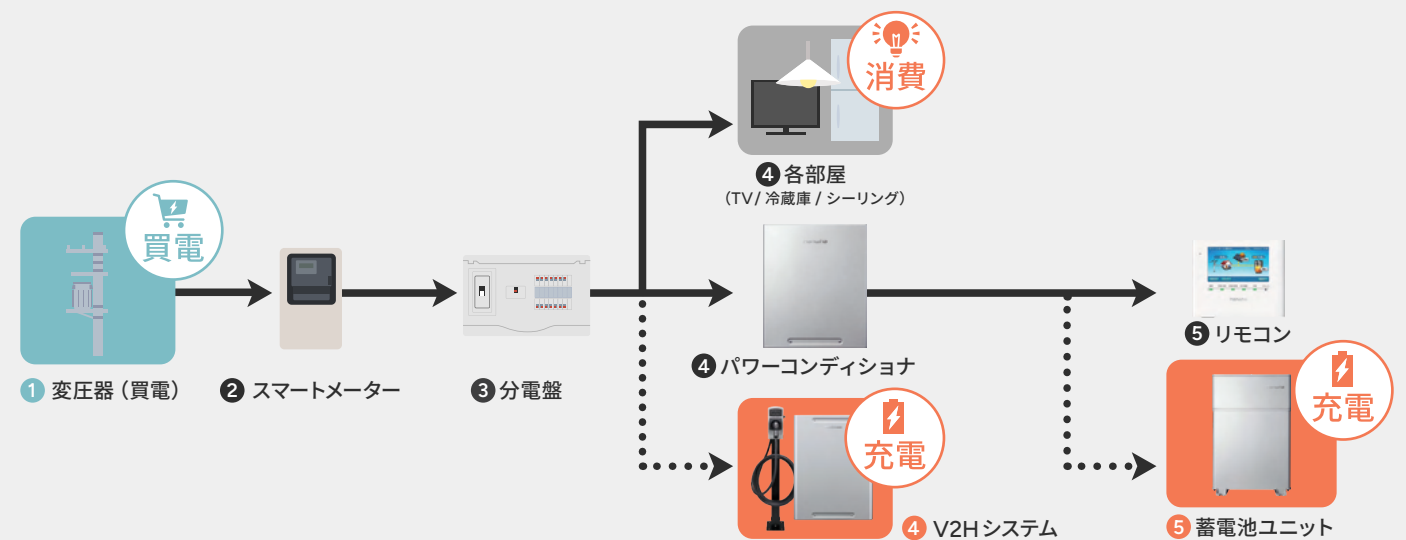 買電
❶ 変圧器（買電）
❷ スマートメーター
❸ 分電盤
消費
❹ 各部屋
（TV / 冷蔵庫 / シーリング）
❹ パワーコンディショナ
充電
❹ V2Hシステム
❺ リモコン
充電
❺ 蓄電池ユニット